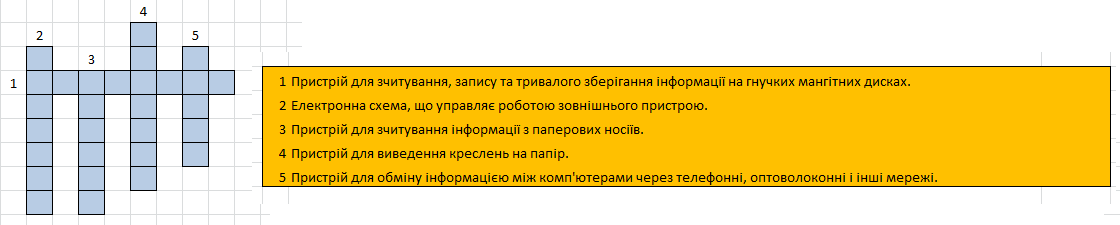 4
2
5
3
1
1 Пристрій для зчитування, запису та тривалого зберігання інформації на гнучких мангітних дисках.
2 Електронна схема, що управляє роботою зовнішнього пристрою.
3 Пристрій для зчитування інформації з паперових носіїв.
4 Пристрій для виведення креслень на папір.
5 Пристрій для обміну інформацією між комп'ютерами через телефонні, оптоволоконні і інші мережі.